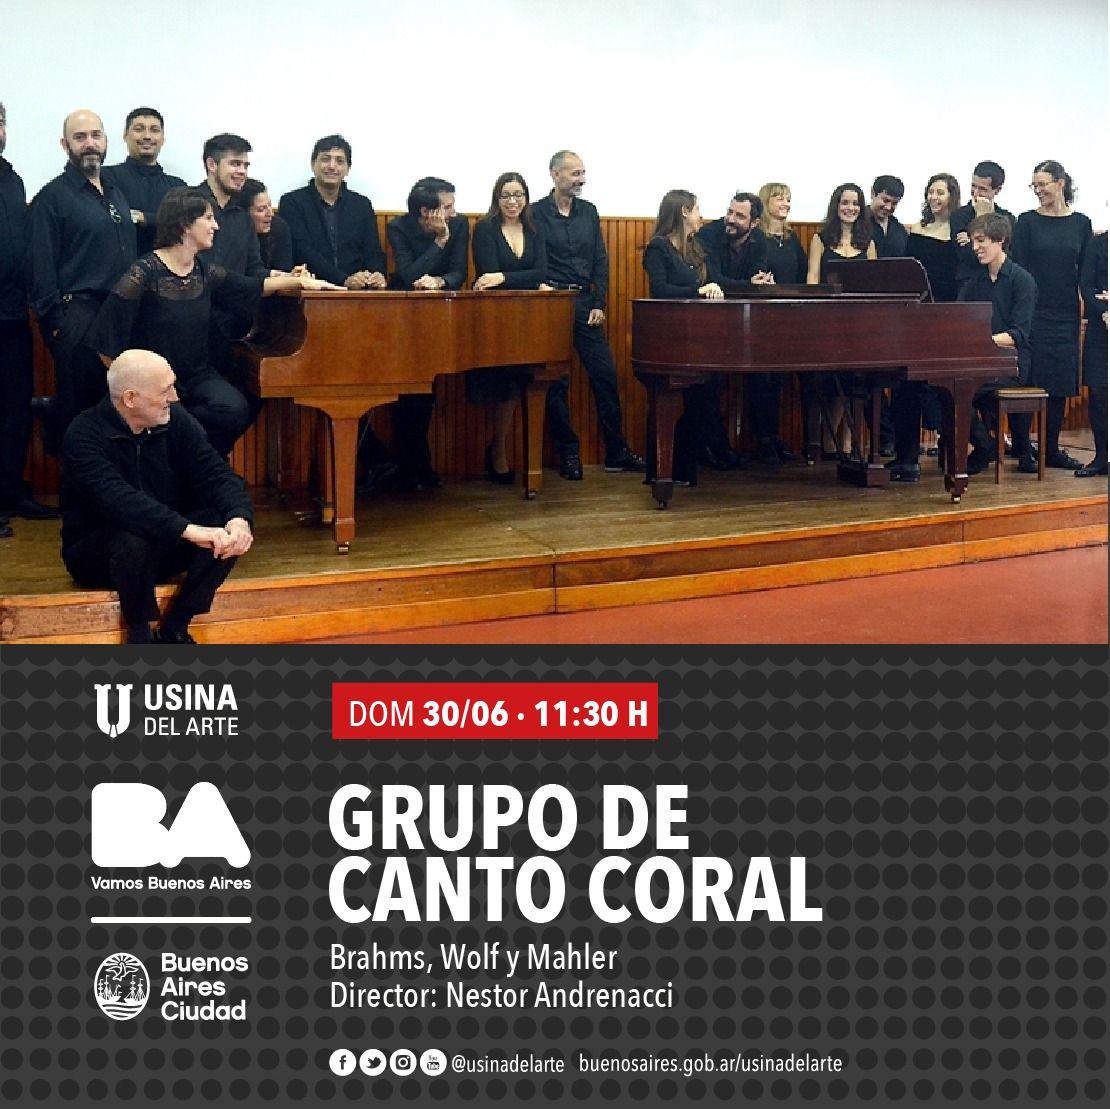 USINA
DEL ARTE
DOM 30/06 · 11:30 H
BA
Vamos Buenos Aires
GRUPO DE
CANTO CORAL
Brahms, Wolf y Mahler
Director: Nestor Andrenacci
Buenos
Aires
Ciudad
@usinadelarte buenosaires.gob.ar/usinadelarte